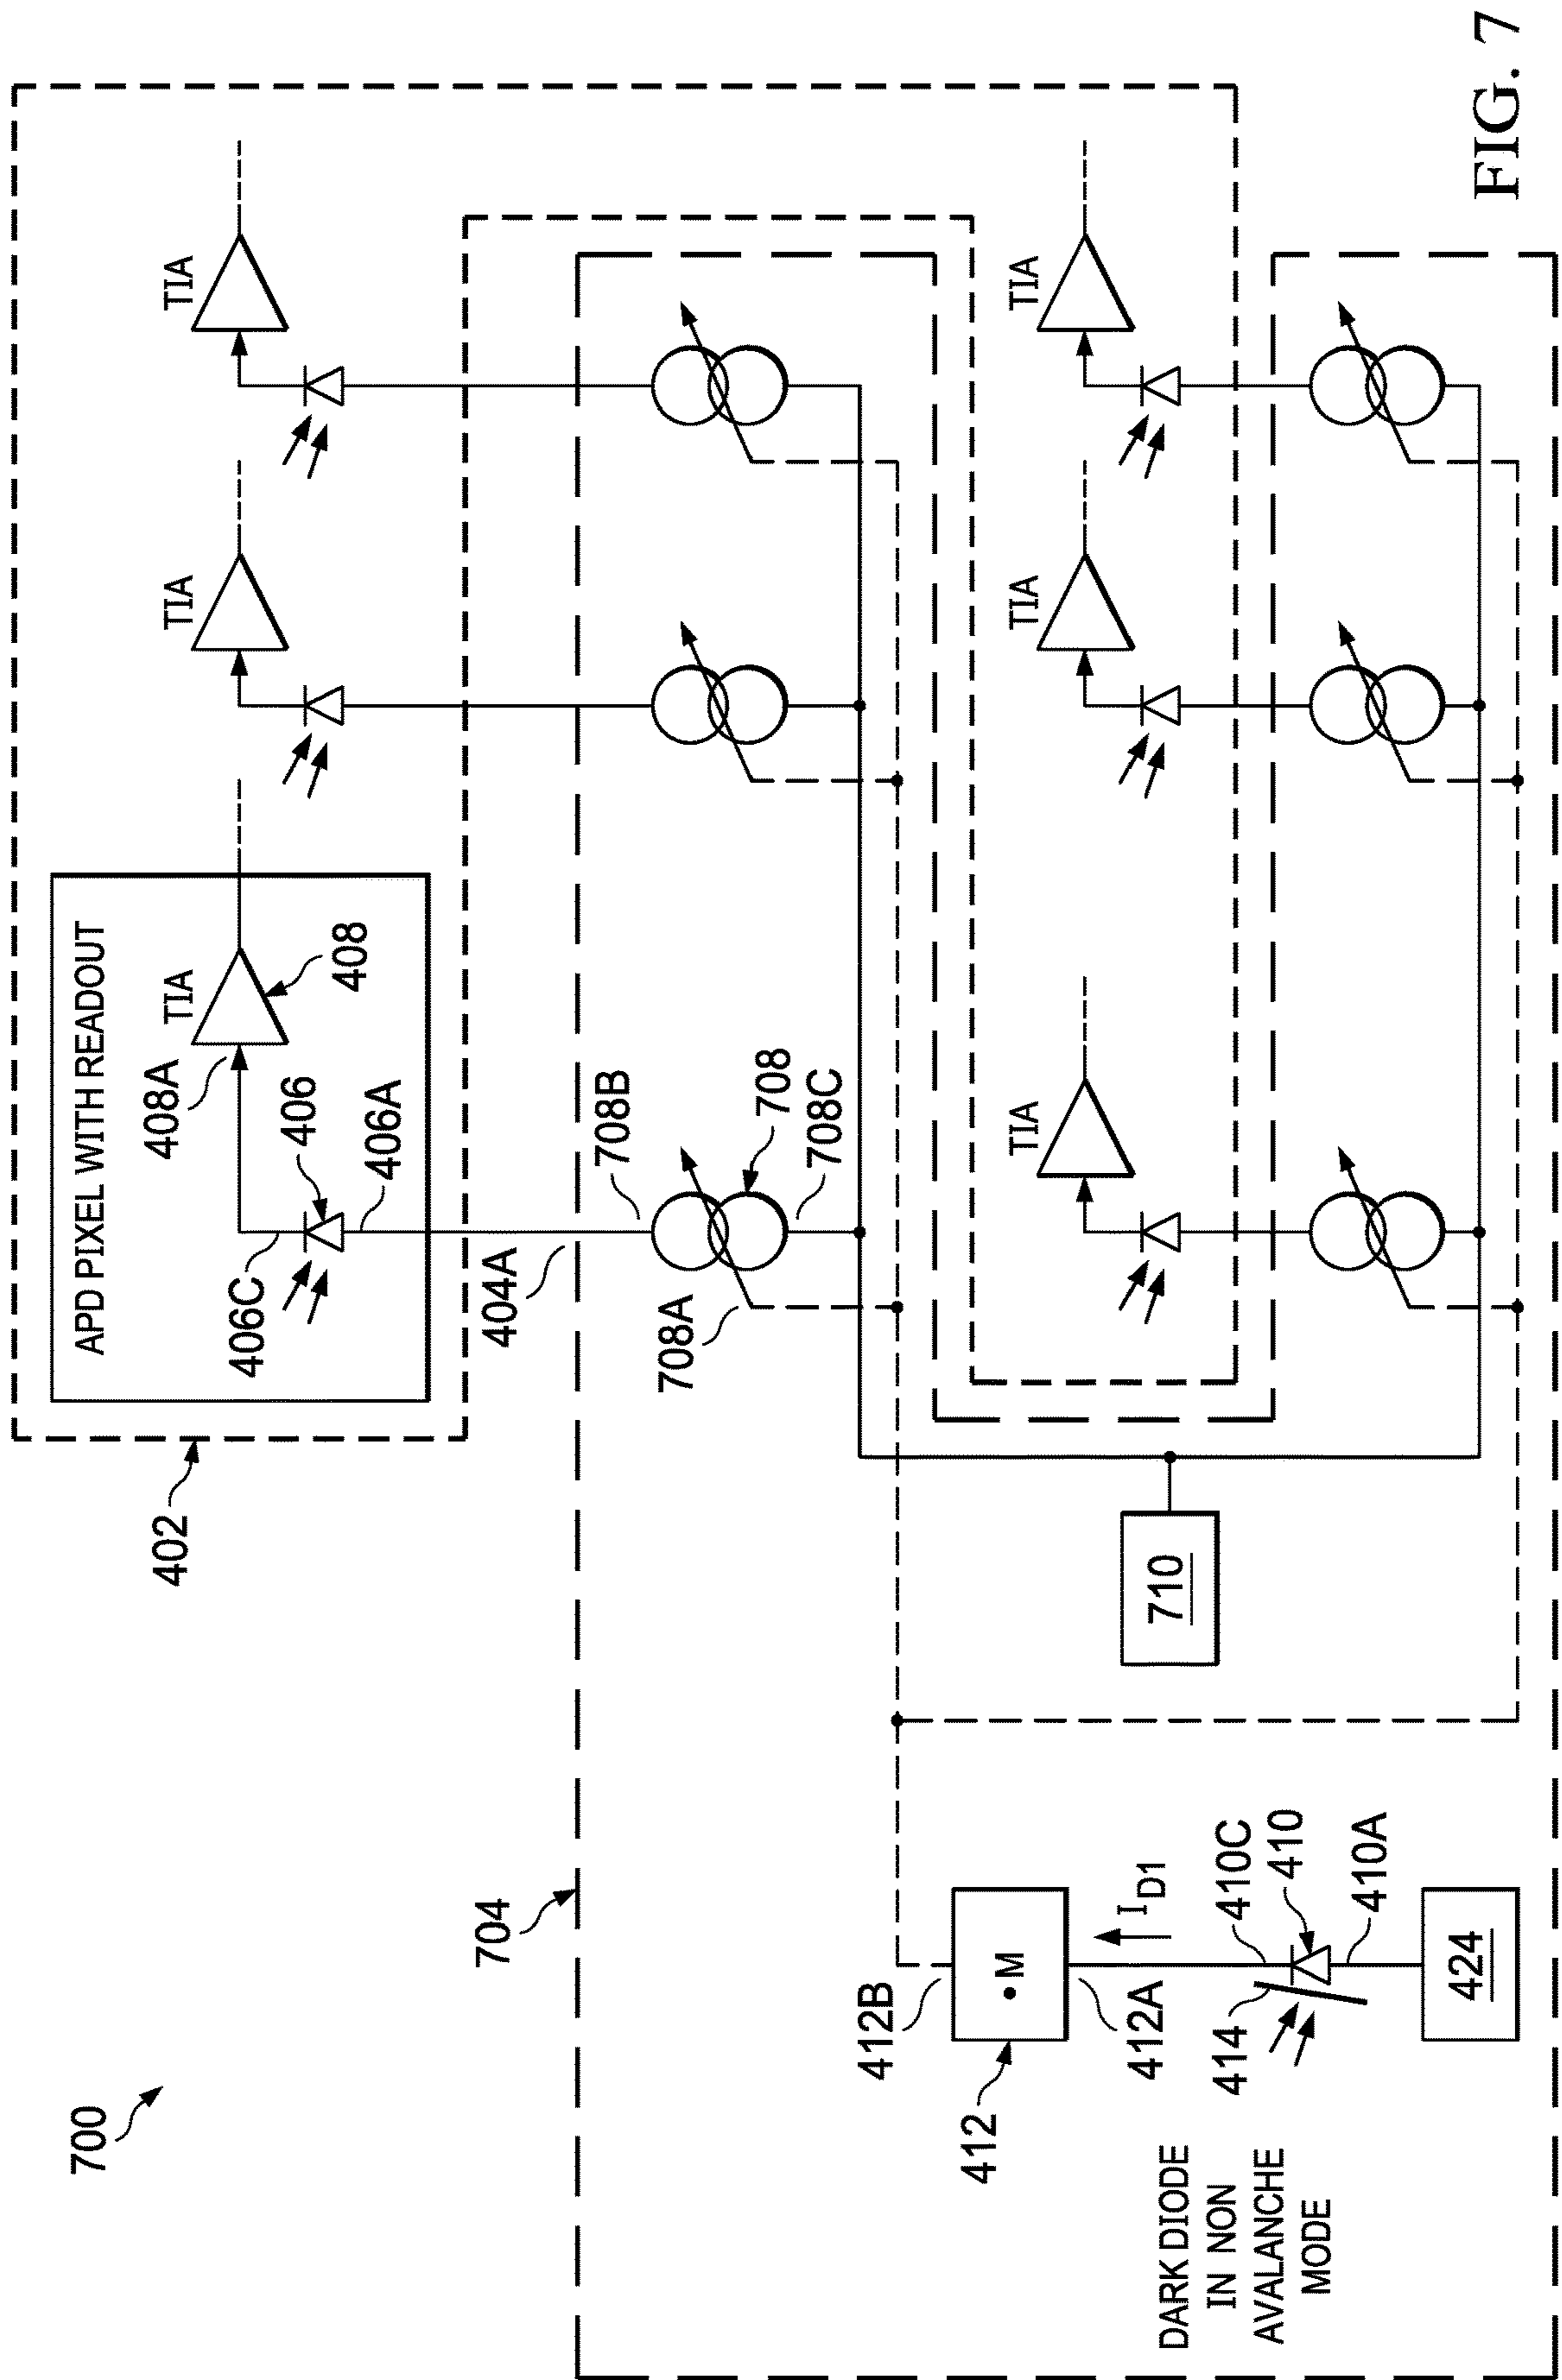 700
402
APD PIXEL WITH READOUT
TIA
408A
408
406C
406
406A
TIA
TIA
704
404A
708B
708A
708
708C
412B
412
• M
412A
I D1
414
410C
410
410A
424
DARK DIODE
IN NON
AVALANCHE
MODE
710
TIA
TIA
TIA
FIG. 7